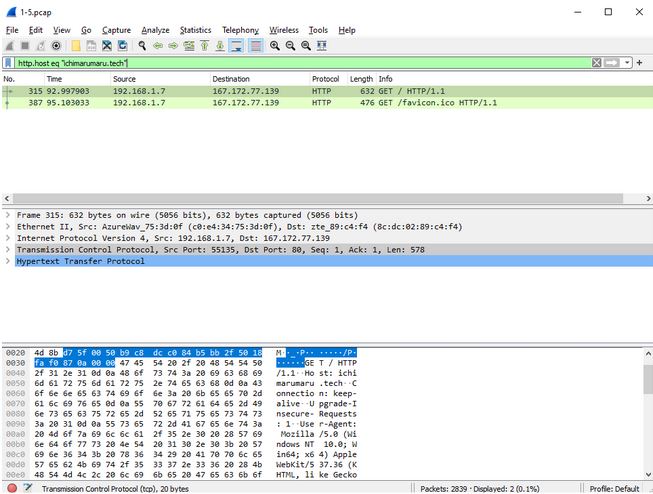 1-5.pcap
File Edit View Go Capture Analyze Statistics Telephony Wireless Tools Help
http.host eq "ichimarumaru.tech"
No. Time Source Destination Protocol Length Info
315 92.997903 192.168.1.7 167.172.77.139 HTTP 632 GET / HTTP/1.1
387 95.103033 192.168.1.7 167.172.77.139 HTTP 476 GET /favicon.ico HTTP/1.1
Frame 315: 632 bytes on wire (5056 bits), 632 bytes captured (5056 bits)
Ethernet II, Src: AzureWav_75:3d:0f (c0:e4:34:75:3d:0f), Dst: zte_89:c4:f4 (8c:dc:02:89:c4:f4)
Internet Protocol Version 4, Src: 192.168.1.7, Dst: 167.172.77.139
Transmission Control Protocol, Src Port: 55135, Dst Port: 80, Seq: 1, Ack: 1, Len: 578
Hypertext Transfer Protocol
0020 4d 8b d7 5f 00 50 b9 c8 dc c0 84 b5 bb 2f 50 18 M··_·P·· ·····/P·
0030 fa f0 87 0a 00 00 47 45 54 20 2f 20 48 54 54 50 ······GE T / HTTP
0040 2f 31 2e 31 0d 0a 48 6f 73 74 3a 20 69 63 68 69 /1.1··Ho st: ichi
0050 6d 61 72 75 6d 61 72 75 2e 74 65 63 68 0d 0a 43 marumaru .tech··C
0060 6f 6e 6e 65 63 74 69 6f 6e 3a 20 6b 65 65 70 2d onnectio n: keep-
0070 61 6c 69 76 65 0d 0a 55 70 67 72 61 64 65 2d 49 alive··U pgrade-I
0080 6e 73 65 63 75 72 65 2d 52 65 71 75 65 73 74 73 nsecure- Requests
0090 3a 20 31 0d 0a 55 73 65 72 2d 41 67 65 6e 74 3a : 1··Use r-Agent:
00a0 20 4d 6f 7a 69 6c 6c 61 2f 35 2e 30 20 28 57 69 Mozilla /5.0 (Wi
00b0 6e 64 6f 77 73 20 4e 54 20 31 30 2e 30 3b 20 57 ndows NT 10.0; W
00c0 69 6e 36 34 3b 20 78 36 34 29 20 41 70 70 6c 65 in64; x6 4) Apple
00d0 57 65 62 4b 69 74 2f 35 33 37 2e 33 36 20 28 4b WebKit/5 37.36 (K
00e0 48 54 4d 4c 2c 20 6c 69 6b 65 20 47 65 63 6b 6f HTML, li ke Gecko
Transmission Control Protocol (tcp), 20 bytes
Packets: 2839 · Displayed: 2 (0.1%)
Profile: Default